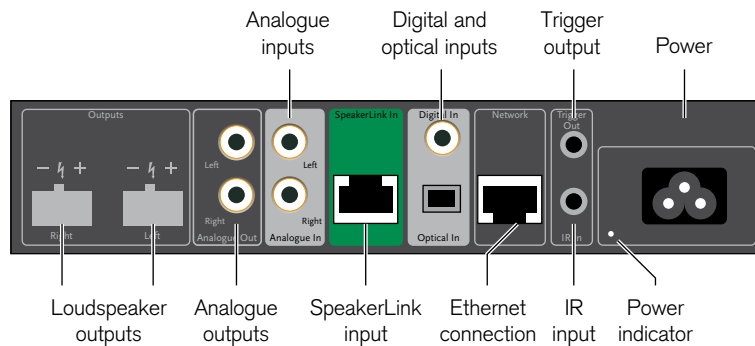 Analogue
inputs
Digital and
optical inputs
Trigger
output
Power
Outputs
SpeakerLink In
Digital In
Network
Trigger
Out
Left
Left
− +
− +
Right
Right
Right
Left
Analogue Out
Analogue In
Optical In
IR In
Loudspeaker
outputs
Analogue
outputs
SpeakerLink
input
Ethernet
connection
IR
input
Power
indicator